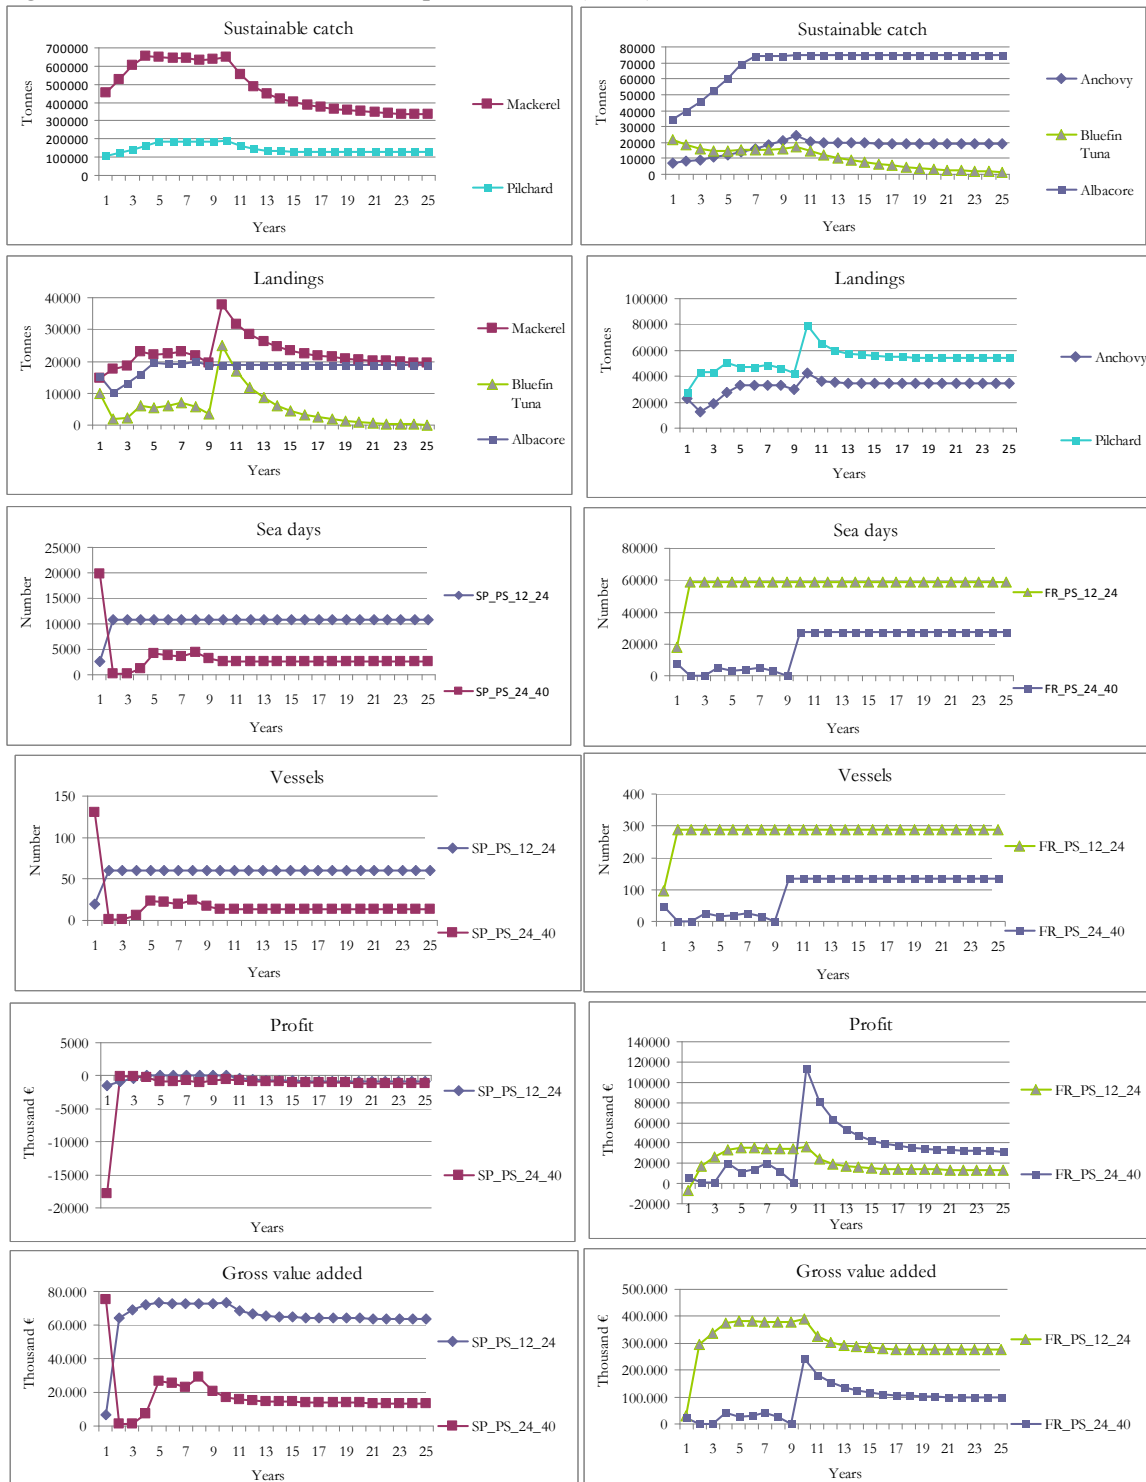 Sustainable catch
700000
600000
500000
400000
300000
200000
100000
0
Tonnes
1 3 5 7 9 11 13 15 17 19 21 23 25
Years
Mackerel
Pilchard
Sustainable catch
80000
70000
60000
50000
40000
30000
20000
10000
0
Tonnes
1 3 5 7 9 11 13 15 17 19 21 23 25
Years
Anchovy
Bluefin
Tuna
Albacore
Landings
40000
30000
20000
10000
0
Tonnes
1 3 5 7 9 11 13 15 17 19 21 23 25
Years
Mackerel
Bluefin
Tuna
Albacore
Landings
100000
80000
60000
40000
20000
0
Tonnes
1 3 5 7 9 11 13 15 17 19 21 23 25
Years
Anchovy
Pilchard
Sea days
25000
20000
15000
10000
5000
0
Number
1 3 5 7 9 11 13 15 17 19 21 23 25
Years
SP_PS_12_24
SP_PS_24_40
Sea days
80000
60000
40000
20000
0
Number
1 3 5 7 9 11 13 15 17 19 21 23 25
Years
FR_PS_12_24
FR_PS_24_40
Vessels
150
100
50
0
Number
1 3 5 7 9 11 13 15 17 19 21 23 25
Years
SP_PS_12_24
SP_PS_24_40
Vessels
400
300
200
100
0
Number
1 3 5 7 9 11 13 15 17 19 21 23 25
Years
FR_PS_12_24
FR_PS_24_40
Profit
5000
0
-5000
-10000
-15000
-20000
Thousand €
1 3 5 7 9 11 13 15 17 19 21 23 25
Years
SP_PS_12_24
SP_PS_24_40
Profit
140000
120000
100000
80000
60000
40000
20000
0
-20000
Thousand €
1 3 5 7 9 11 13 15 17 19 21 23 25
Years
FR_PS_12_24
FR_PS_24_40
Gross value added
80.000
60.000
40.000
20.000
0
Thousand €
1 3 5 7 9 11 13 15 17 19 21 23 25
Years
SP_PS_12_24
SP_PS_24_40
Gross value added
500.000
400.000
300.000
200.000
100.000
0
Thousand €
1 3 5 7 9 11 13 15 17 19 21 23 25
Years
FR_PS_12_24
FR_PS_24_40